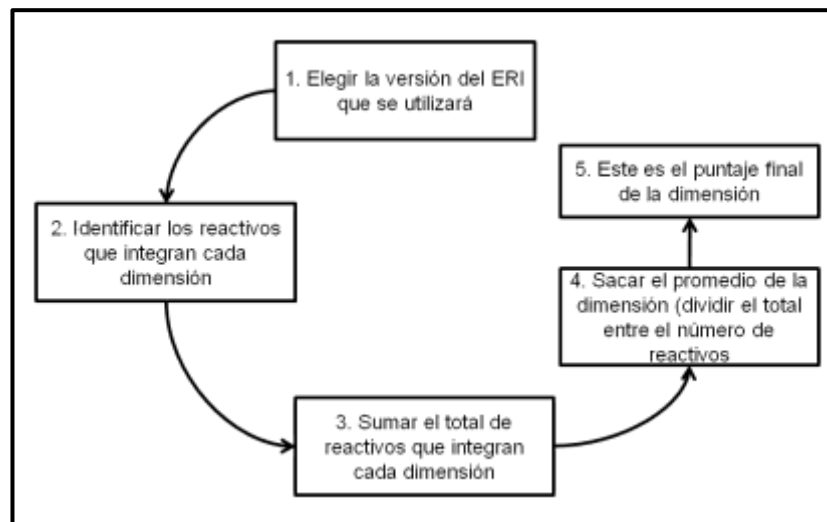 1. Elegir la versión del ERI
que se utilizará
2. Identificar los reactivos
que integran cada
dimensión
3. Sumar el total de
reactivos que integran
cada dimensión
4. Sacar el promedio de la
dimensión (dividir el total
entre el número de
reactivos
5. Este es el puntaje final
de la dimensión